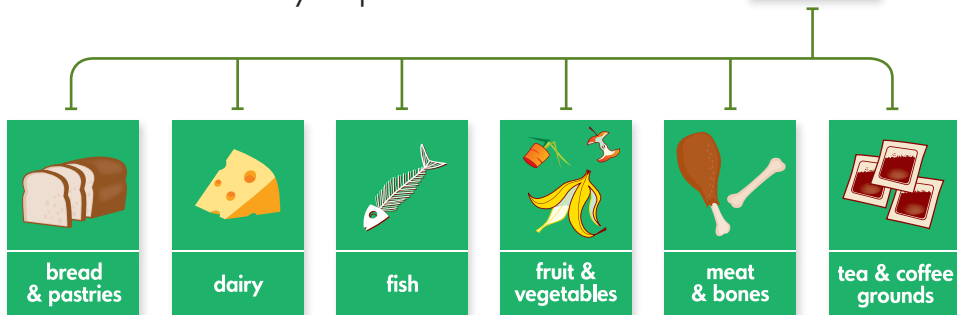 bread
& pastries
dairy
fish
fruit &
vegetables
meat
& bones
tea & coffee
grounds